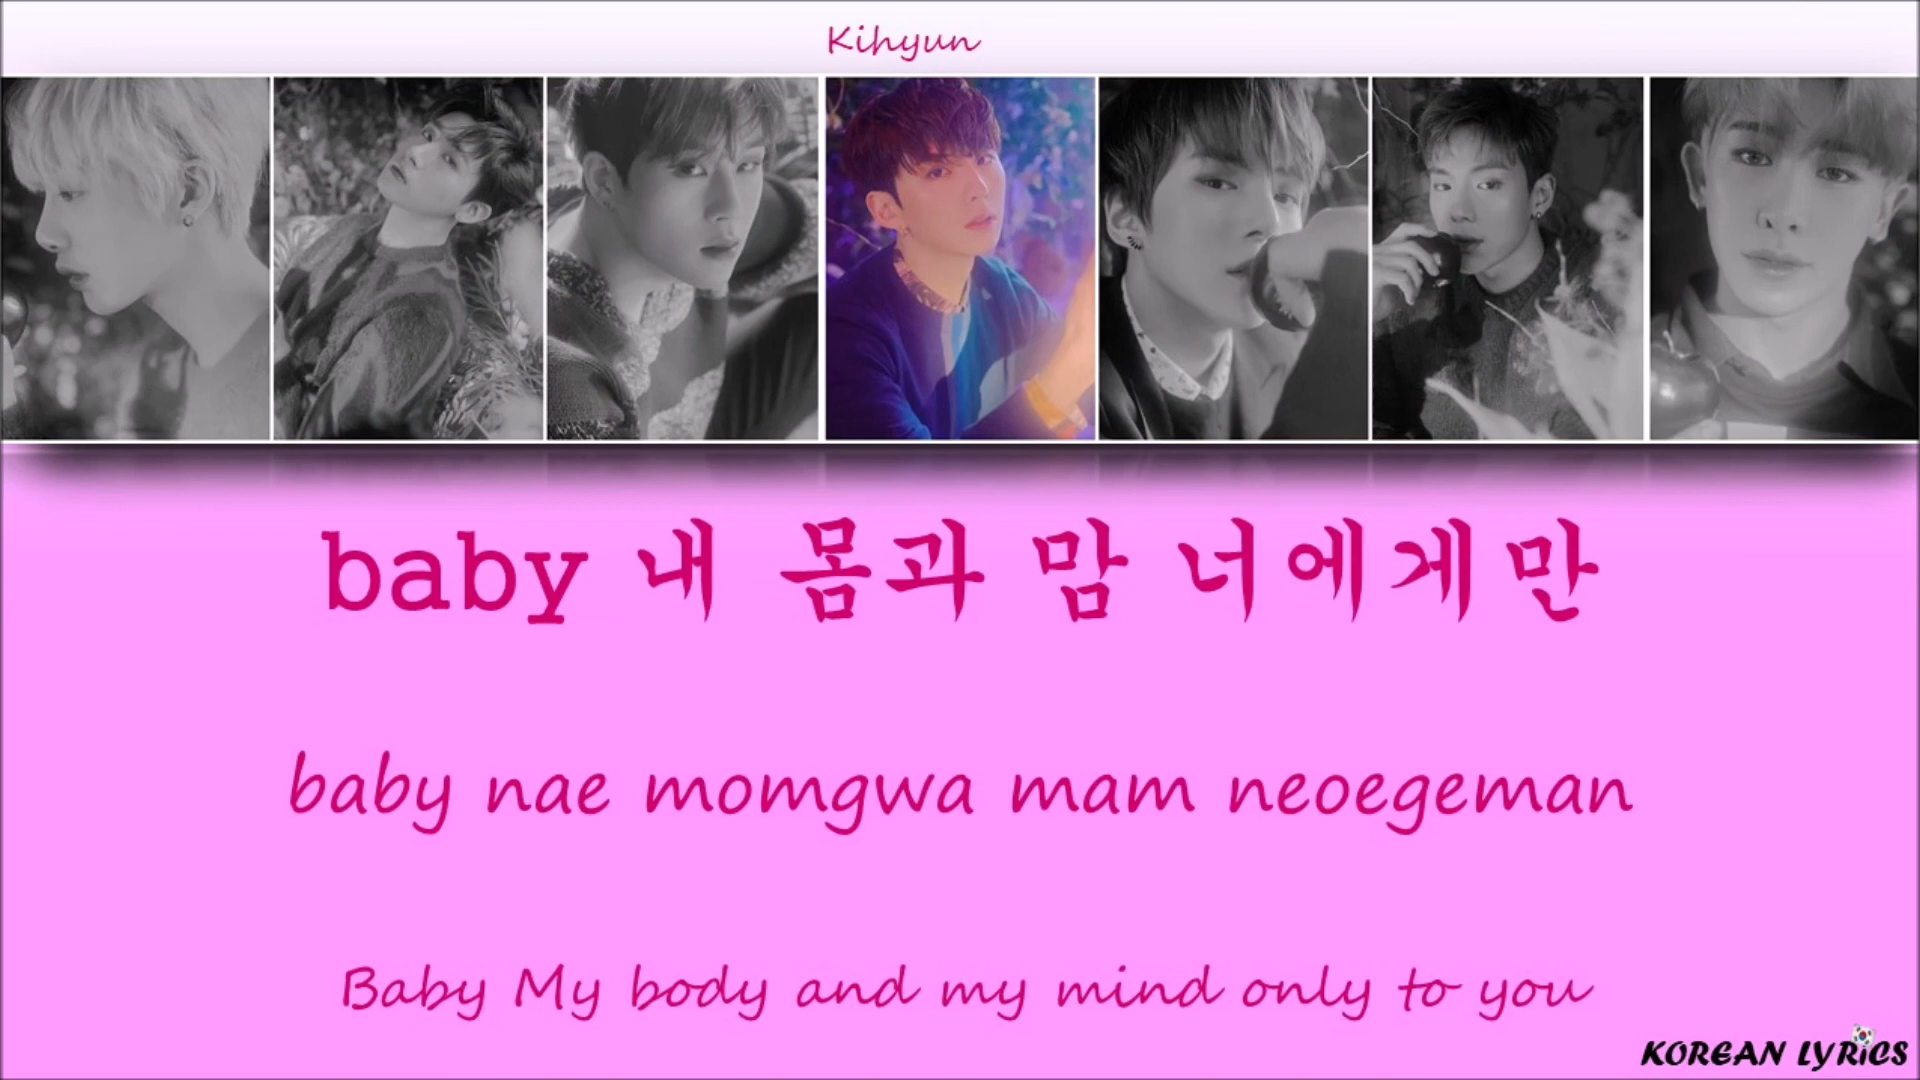 Kihyun
baby 내 몸과 맘 너에게만
baby nae momgwa mam neoegeman
Baby My body and my mind only to you
KOREAN LYRICS